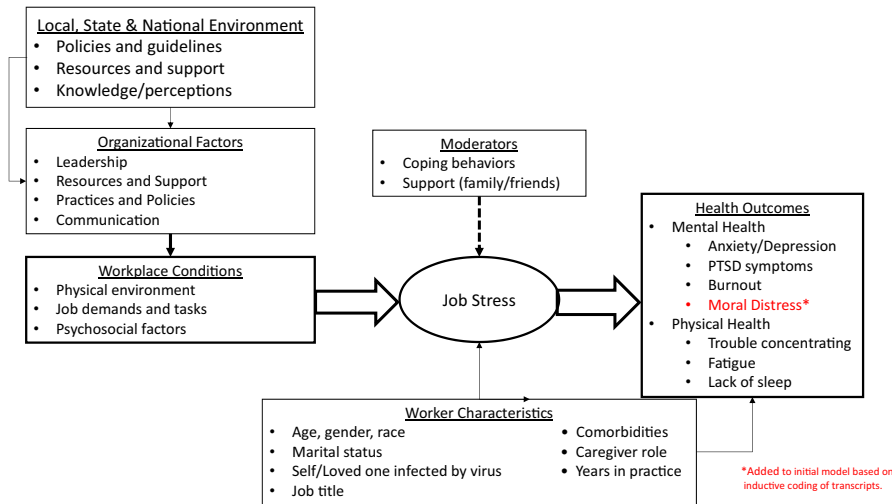 Local, State & National Environment
• Policies and guidelines
• Resources and support
• Knowledge/perceptions
Organizational Factors
• Leadership
• Resources and Support
• Practices and Policies
• Communication
Workplace Conditions
• Physical environment
• Job demands and tasks
• Psychosocial factors
Moderators
• Coping behaviors
• Support (family/friends)
Job Stress
Health Outcomes
• Mental Health
• Anxiety/Depression
• PTSD symptoms
• Burnout
• Moral Distress*
• Physical Health
• Trouble concentrating
• Fatigue
• Lack of sleep
Worker Characteristics
• Age, gender, race
• Marital status
• Self/Loved one infected by virus
• Job title
• Comorbidities
• Caregiver role
• Years in practice
*Added to initial model based on
inductive coding of transcripts.